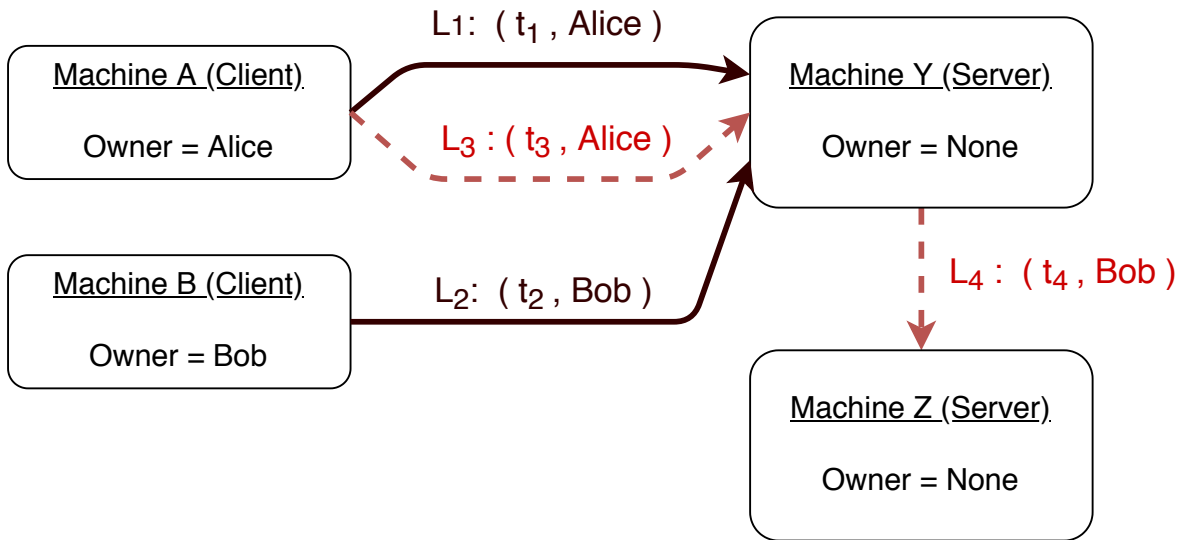 L1: ( t1 , Alice )
Machine A (Client)
Owner = Alice
Machine Y (Server)
Owner = None
L3 : ( t3 , Alice )
Machine B (Client)
Owner = Bob
L2: ( t2 , Bob )
L4 : ( t4 , Bob )
Machine Z (Server)
Owner = None